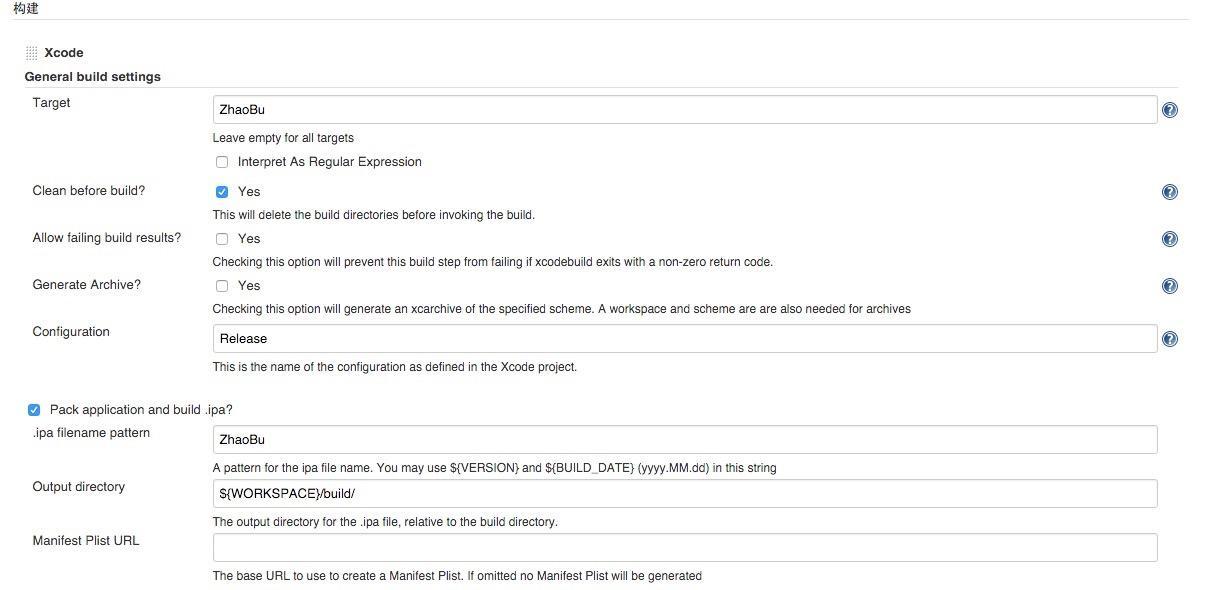 构建
Xcode
General build settings
Target
ZhaoBu
Leave empty for all targets
Interpret As Regular Expression
Clean before build?
Yes
This will delete the build directories before invoking the build.
Allow failing build results?
Yes
Checking this option will prevent this build step from failing if xcodebuild exits with a non-zero return code.
Generate Archive?
Yes
Checking this option will generate an xcarchive of the specified scheme. A workspace and scheme are are also needed for archives
Configuration
Release
This is the name of the configuration as defined in the Xcode project.
Pack application and build .ipa?
.ipa filename pattern
ZhaoBu
A pattern for the ipa file name. You may use ${VERSION} and ${BUILD_DATE} (yyyy.MM.dd) in this string
Output directory
${WORKSPACE}/build/
The output directory for the .ipa file, relative to the build directory.
Manifest Plist URL
The base URL to use to create a Manifest Plist. If omitted no Manifest Plist will be generated